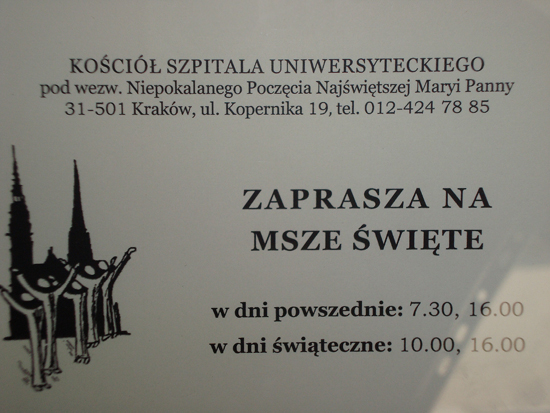 KOŚCIÓŁ SZPITALA UNIWERSYTECKIEGO
pod wezw. Niepokalanego Poczęcia Najświętszej Maryi Panny
31-501 Kraków, ul. Kopernika 19, tel. 012-424 78 85
ZAPRASZA NA
MSZE ŚWIĘTE
w dni powszednie: 7.30, 16.00
w dni świąteczne: 10.00, 16.00